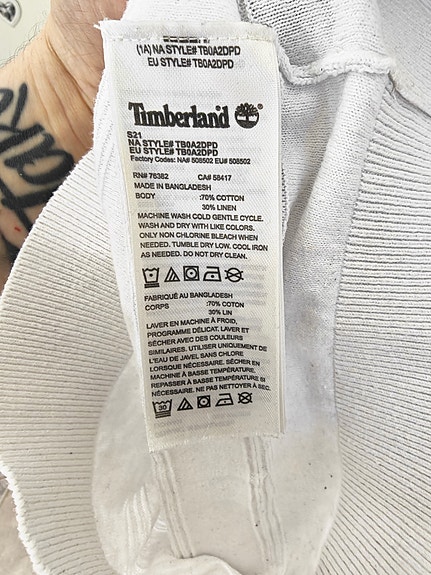 (1A) NA STYLE# TB0A2DPD
EU STYLE# TB0A2DPD
Timberland ®
S21
NA STYLE# TB0A2DPD
EU STYLE# TB0A2DPD
Factory Codes: NA# 508502 EU# 508502
RN# 76382 CA# 58417
MADE IN BANGLADESH
BODY :70% COTTON
30% LINEN
MACHINE WASH COLD GENTLE CYCLE.
WASH AND DRY WITH LIKE COLORS.
ONLY NON CHLORINE BLEACH WHEN
NEEDED. TUMBLE DRY LOW. COOL IRON
AS NEEDED. DO NOT DRY CLEAN.
FABRIQUÉ AU BANGLADESH
CORPS :70% COTON
30% LIN
LAVER EN MACHINE À FROID,
PROGRAMME DÉLICAT. LAVER ET
SÉCHER AVEC DES COULEURS
SIMILAIRES. UTILISER UNIQUEMENT DE
L'EAU DE JAVEL SANS CHLORE
LORSQUE NÉCESSAIRE. SÉCHER EN
MACHINE À BASSE TEMPÉRATURE.
REPASSER À BASSE TEMPÉRATURE SI
NÉCESSAIRE. NE PAS NETTOYER À SEC.
30